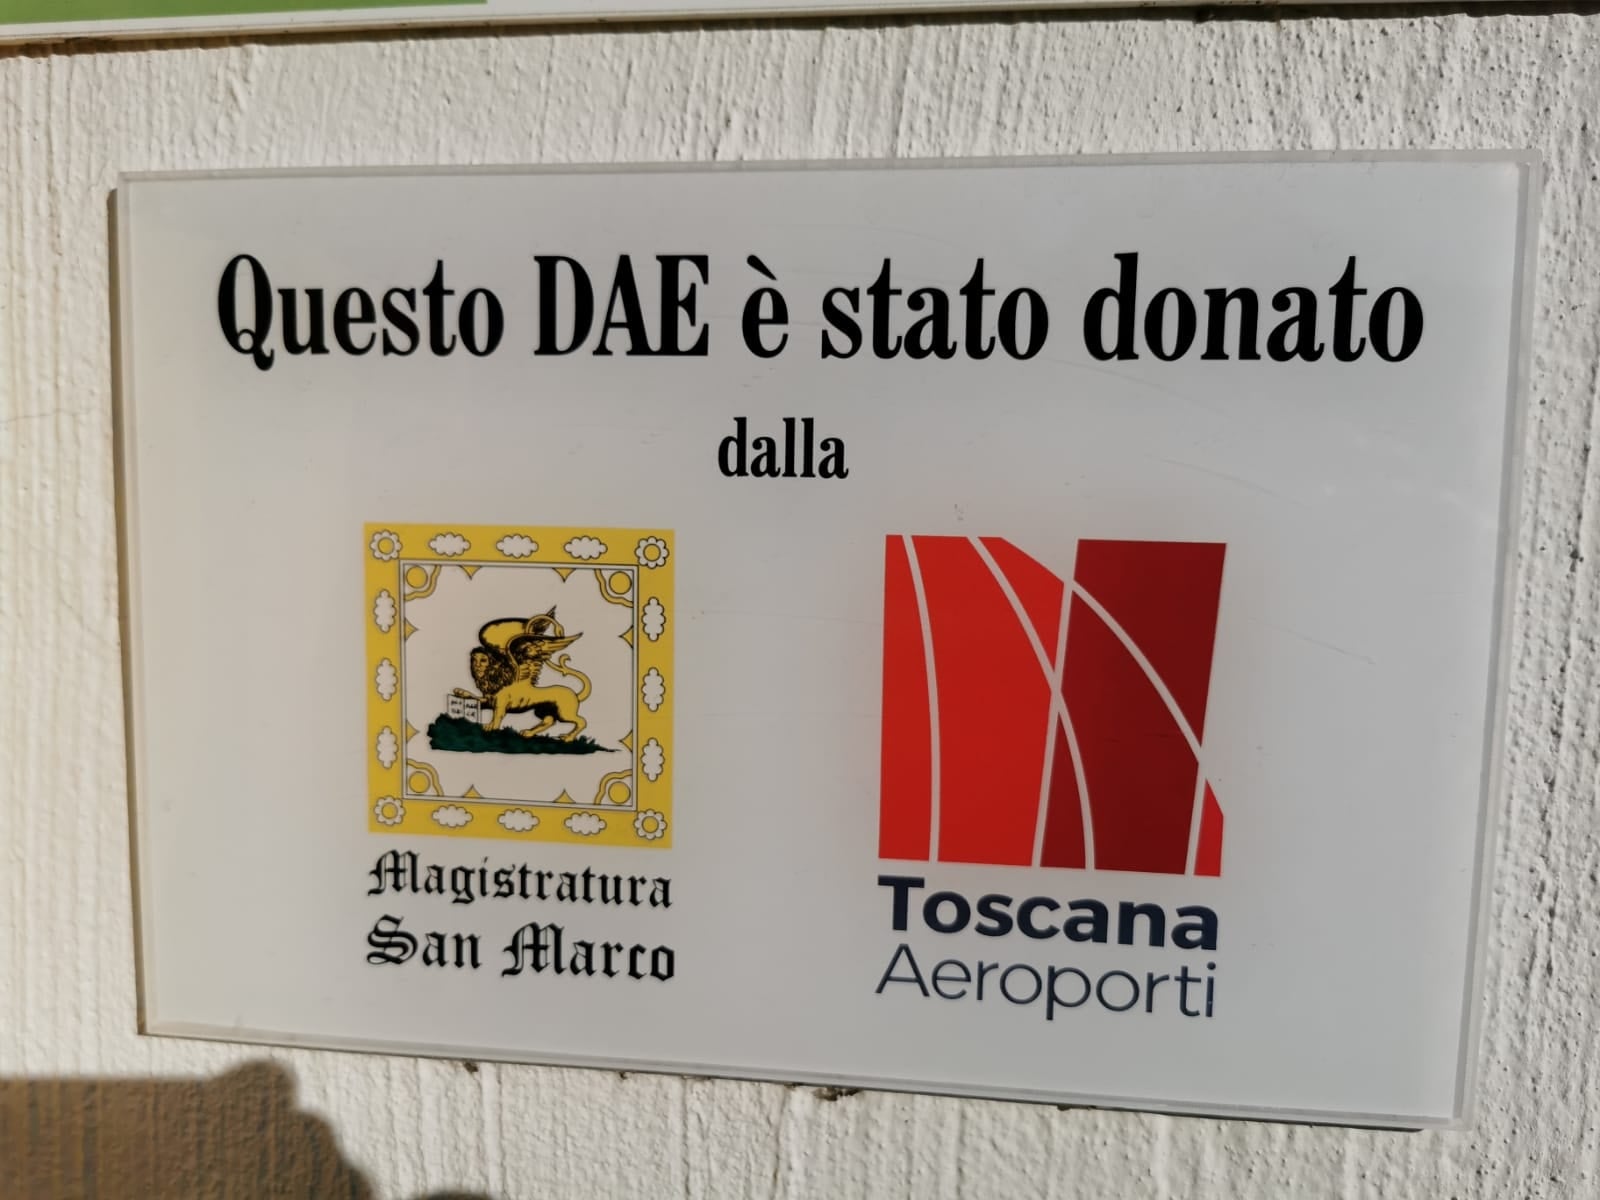 Questo DAE è stato donato
dalla
Magistratura
San Marco
Toscana
Aeroporti